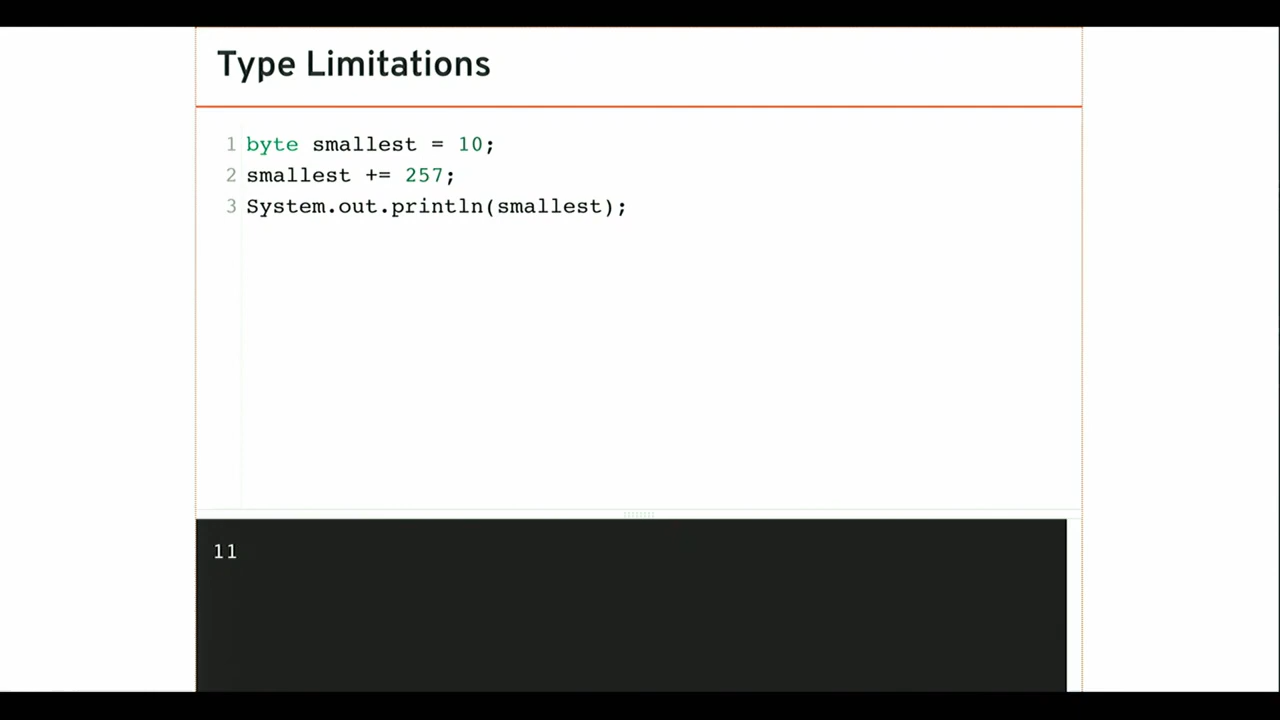 Type Limitations
1 byte smallest = 10;
2 smallest += 257;
3 System.out.println(smallest);
11